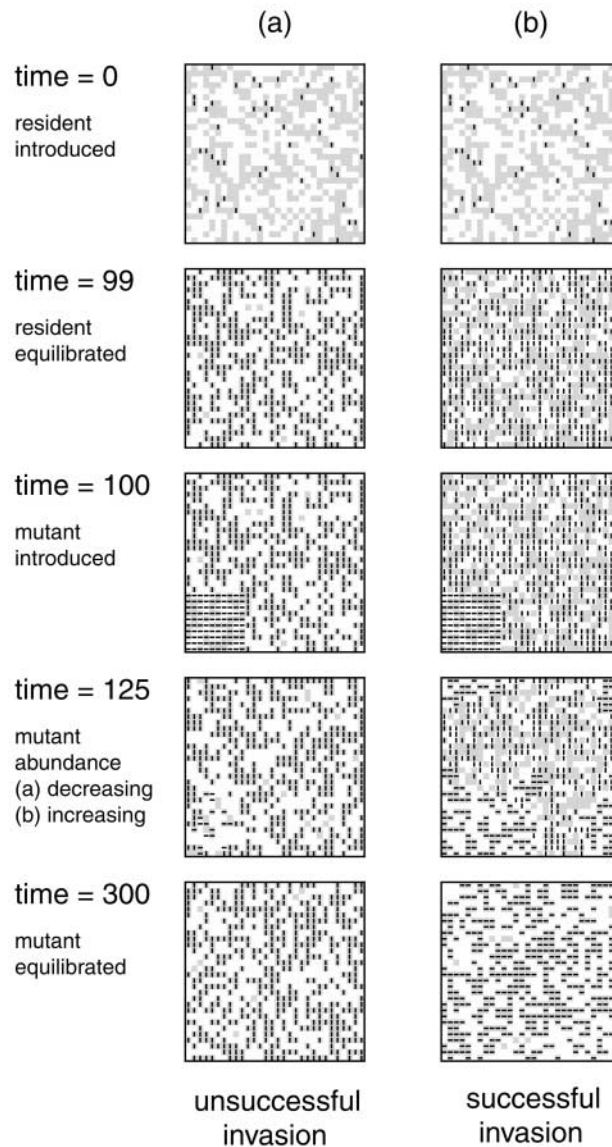 (a)
(b)
time = 0
resident
introduced
time = 99
resident
equilibrated
time = 100
mutant
introduced
time = 125
mutant
abundance
(a) decreasing
(b) increasing
time = 300
mutant
equilibrated
unsuccessful
invasion
successful
invasion